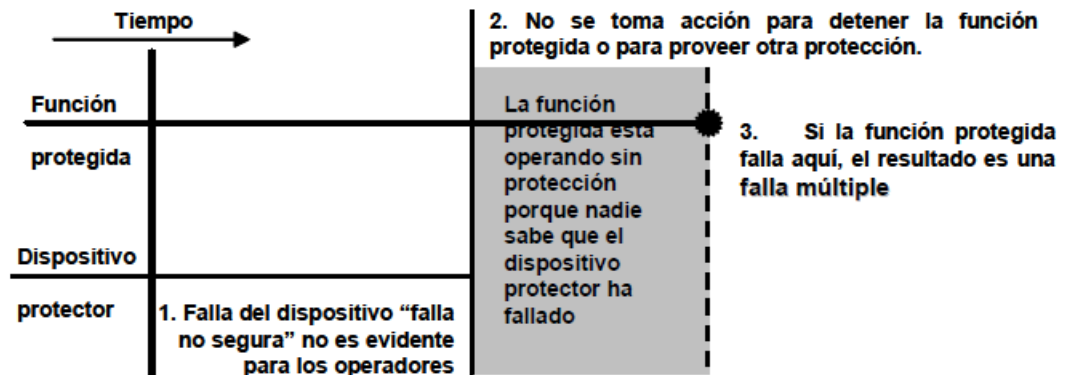 Tiempo
2. No se toma acción para detener la función
protegida o para proveer otra protección.
Función
protegida
La función
protegida esta
operando sin
protección
porque nadie
sabe que el
dispositivo
protector ha
fallado
3. Si la función protegida
falla aquí, el resultado es una
falla múltiple
Dispositivo
protector
1. Falla del dispositivo “falla
no segura” no es evidente
para los operadores